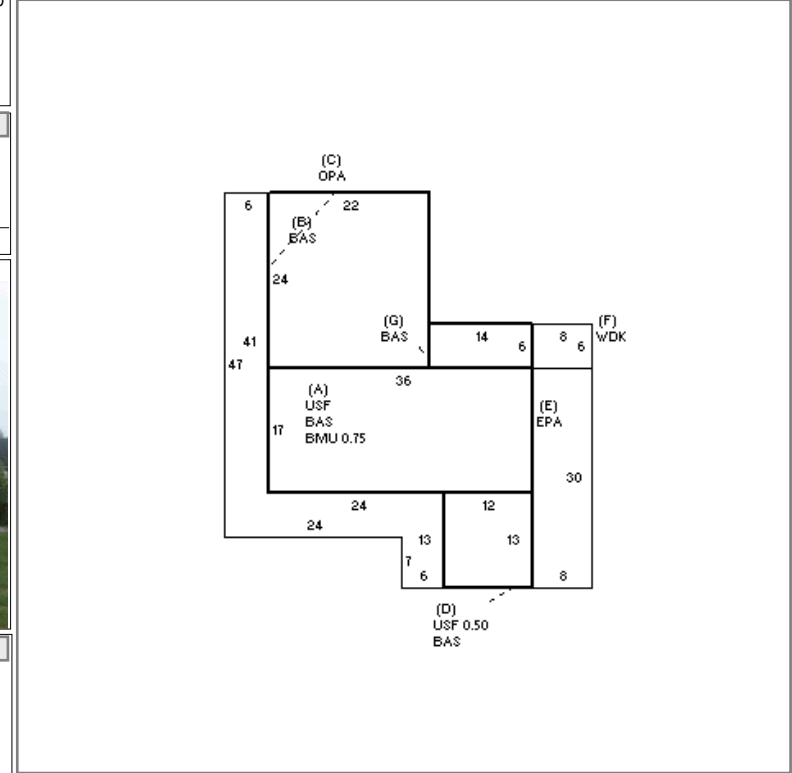 (C)
OPA
6
22
(B)
BAS
24
(G)
BAS
14
6
8
6
(F)
WDK
41
47
36
(A)
USF
BAS
BMU 0.75
17
(E)
EPA
30
24
12
24
13
13
7
6
8
(D)
USF 0.50
BAS